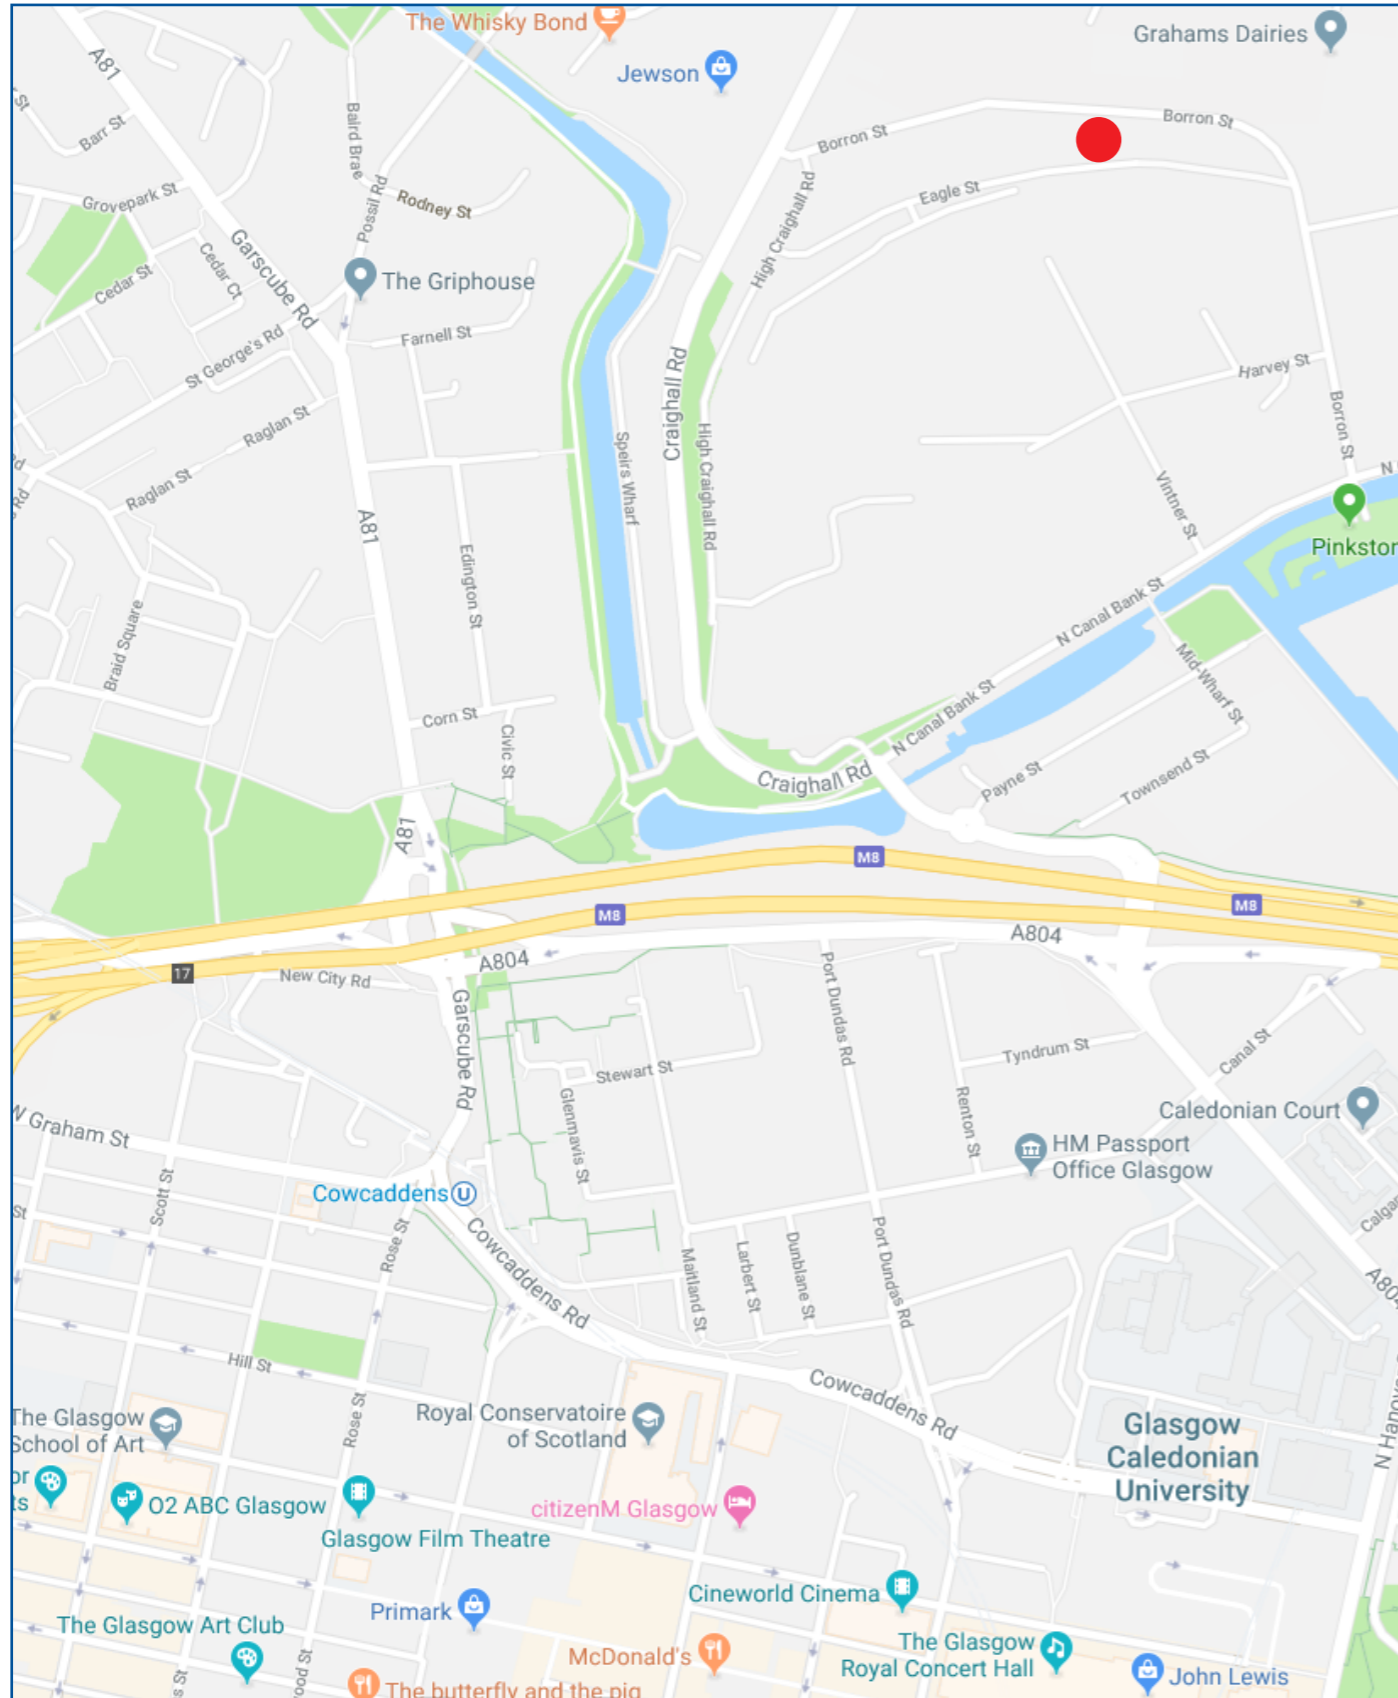 The Whisky Bond
Grahams Dairies
A81
Jewson
Barr St
Baird Brae
Borron St
Borron St
Grovepark St
Possil Rd
Rodney St
Eagle St
High Craighall Rd
Garscube Rd
Cedar Ct
Cedar St
The Griphouse
Farnell St
St George's Rd
Harvey St
Craighall Rd
Borron St
Raglan St
Speirs Wharf
High Craighall Rd
Raglan St
Vintner St
A81
Pinkston
Edington St
N Canal Bank St
Braid Square
Mid-Wharf St
Corn St
N Canal Bank St
Civic St
Craighall Rd
Payne St
Townsend St
A81
M8
M8
M8
A804
A804
17
New City Rd
Garscube Rd
Port Dundas Rd
Tyndrum St
Canal St
Stewart St
Glenmavis St
Renton St
Caledonian Court
W Graham St
HM Passport
Office Glasgow
Scott St
Cowcaddens U
St
Rose St
Cowcaddens Rd
Maitland St
Larbert St
Dunblane St
Port Dundas Rd
A804
Hill St
Cowcaddens Rd
Rose St
The Glasgow
School of Art
Royal Conservatoire
of Scotland
Glasgow
Caledonian
University
O2 ABC Glasgow
citizenM Glasgow
Glasgow Film Theatre
Cineworld Cinema
Primark
The Glasgow Art Club
McDonald's
The Glasgow
Royal Concert Hall
John Lewis
The butterfly and the pig